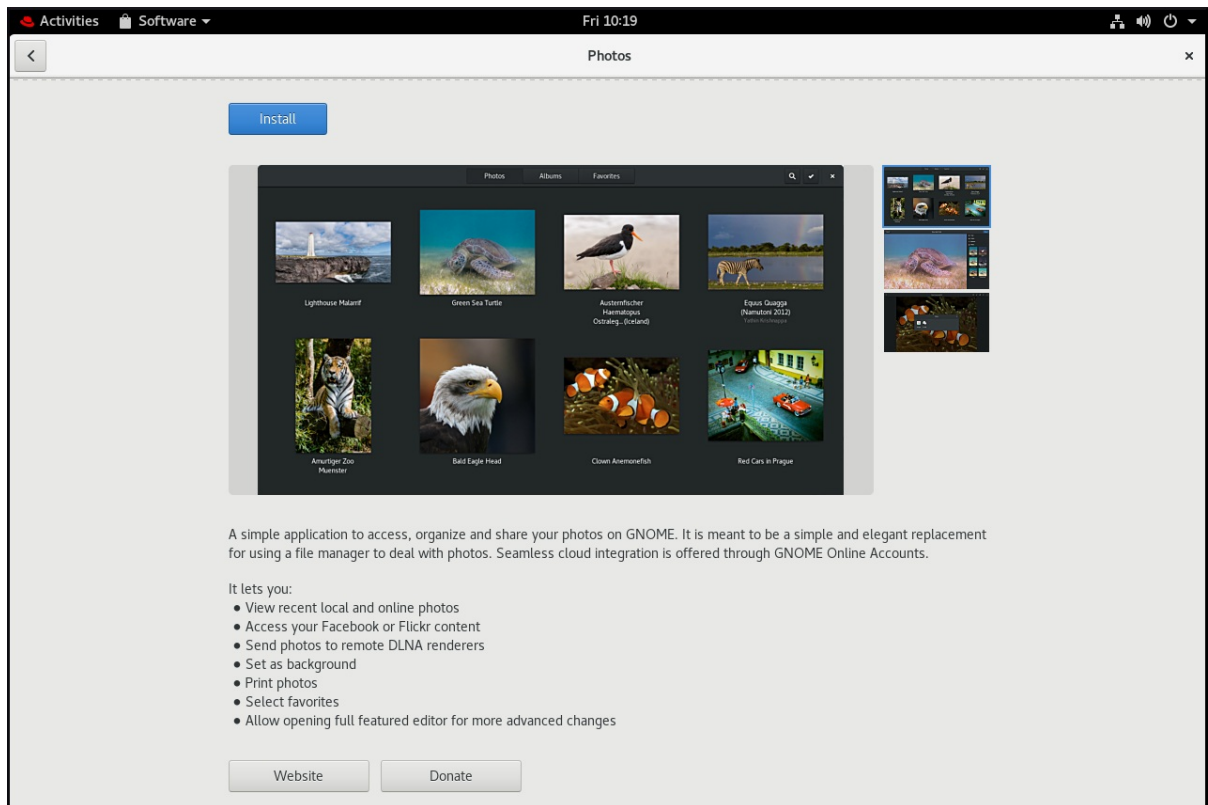 Activities Software Fri 10:19
Photos
Install
Photos Albums Favorites
Lighthouse Malarrif Green Sea Turtle Austernfischer Equus Quagga
Haematopus (Namutoni 2012)
Ostraleg... (Iceland) Yathin Krishnappa
Amurtiger Zoo Bald Eagle Head Clown Anemonefish Red Cars in Prague
Muenster
A simple application to access, organize and share your photos on GNOME. It is meant to be a simple and elegant replacement
for using a file manager to deal with photos. Seamless cloud integration is offered through GNOME Online Accounts.
It lets you:
● View recent local and online photos
● Access your Facebook or Flickr content
● Send photos to remote DLNA renderers
● Set as background
● Print photos
● Select favorites
● Allow opening full featured editor for more advanced changes
Website Donate